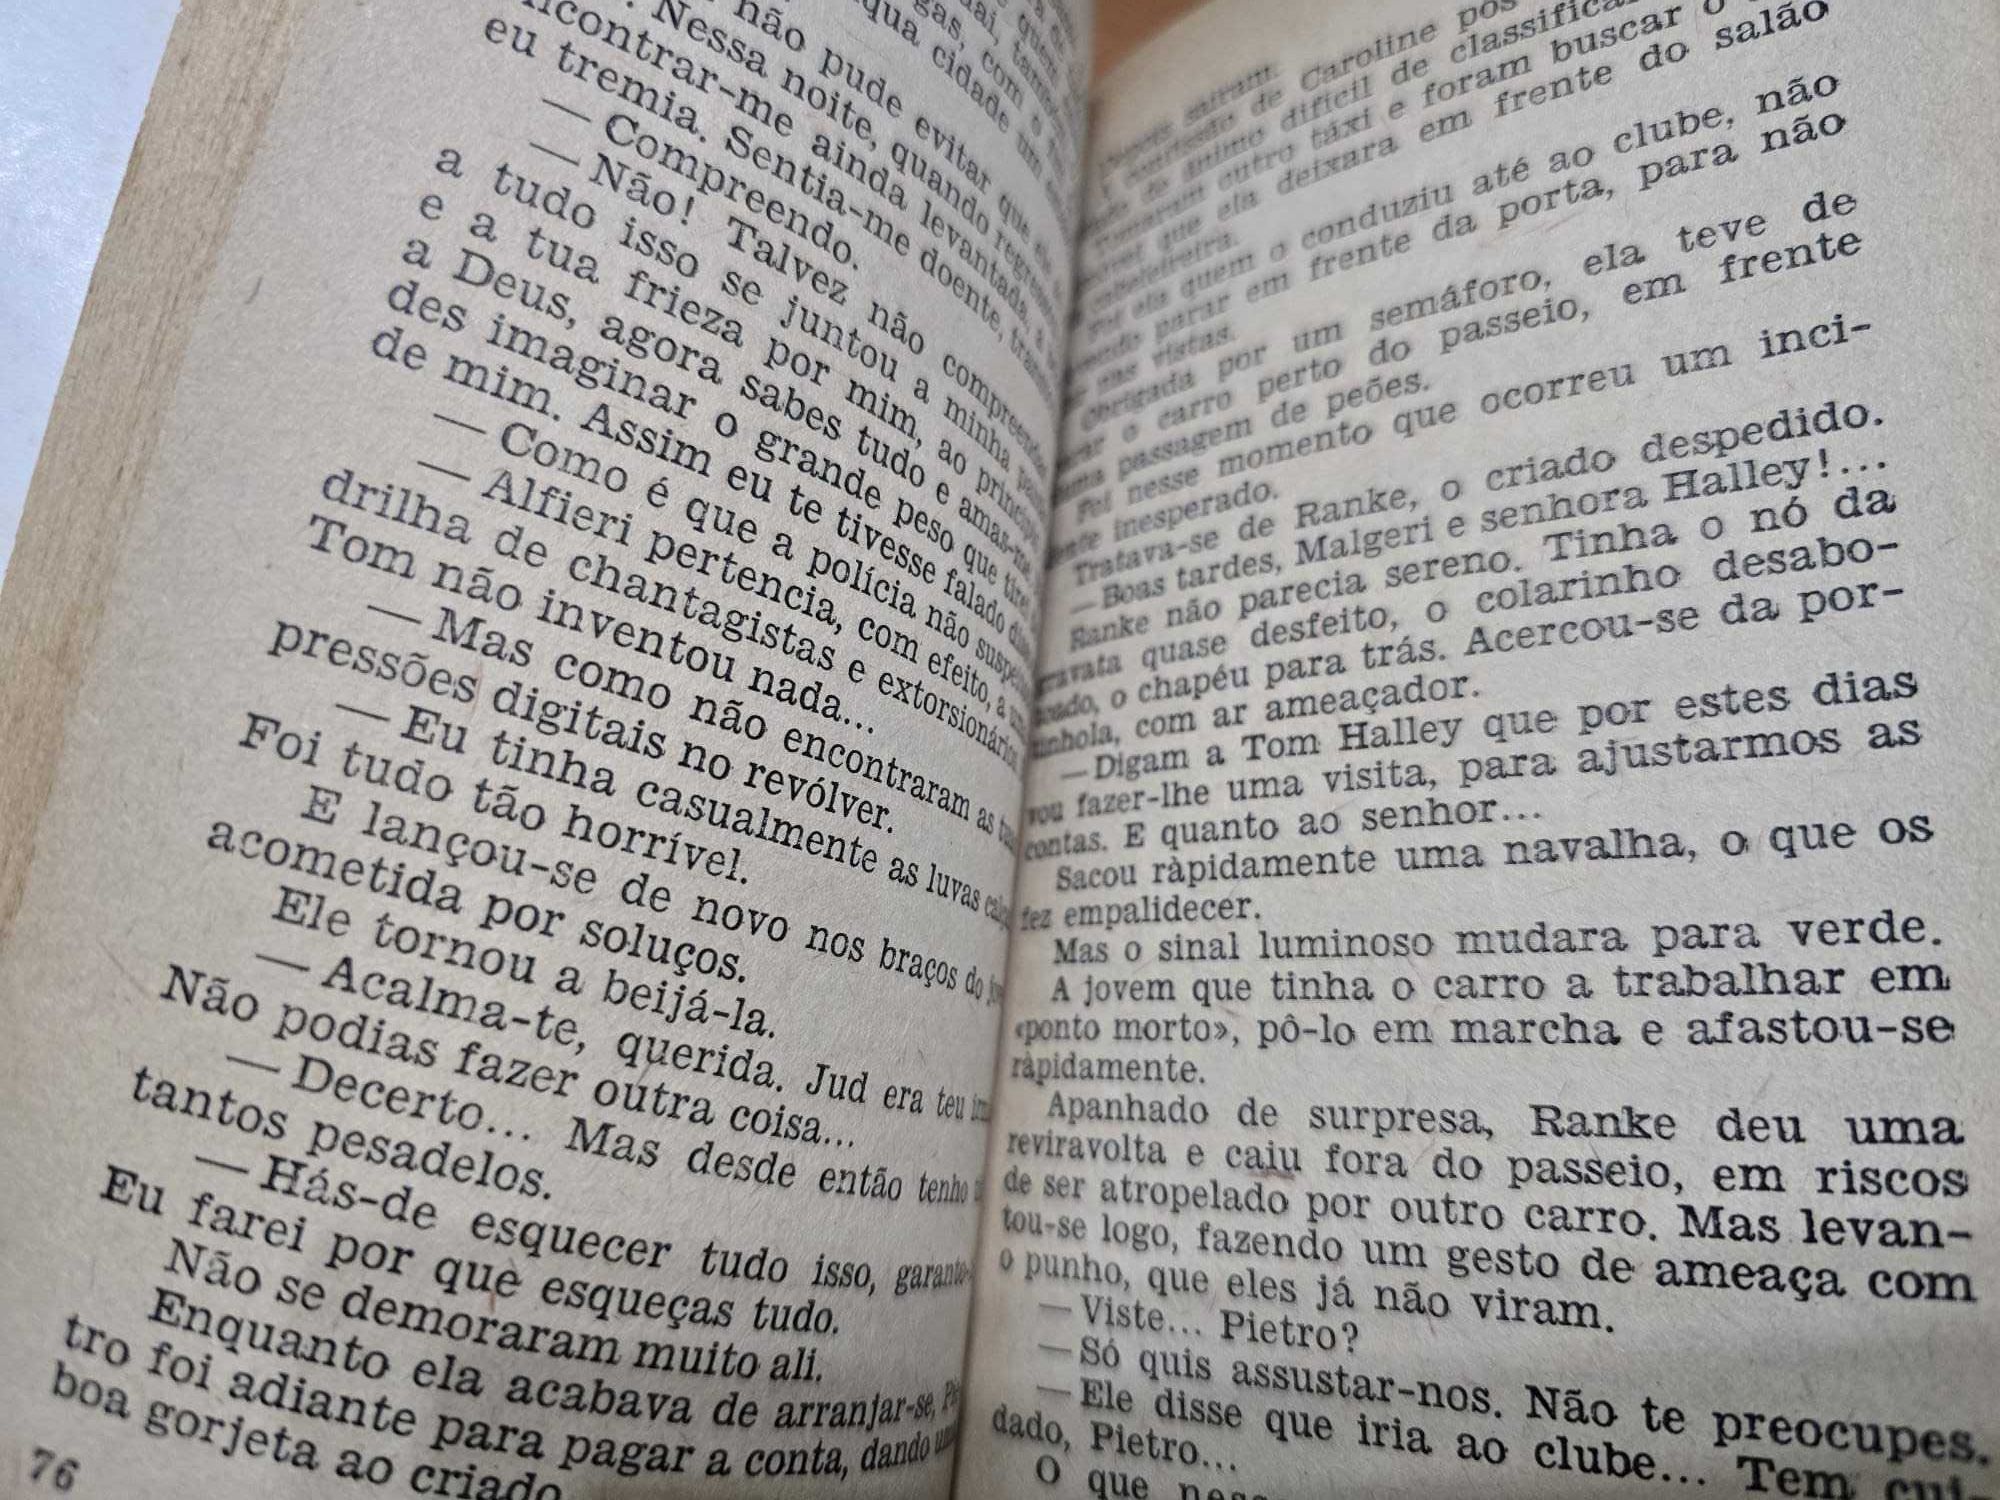 não pude evitar que
Nessa noite, quando
encontrar-me ainda levantada,
eu tremia. Sentia-me doente,
— Compreendo.
— Não! Talvez não
a tudo isso se juntou a minha
e a tua frieza por mim, ao
a Deus, agora sabes tudo e amas-me
des imaginar o grande peso que
de mim. Assim eu te tivesse falado
— Como é que a polícia não
— Alfieri pertencia, com efeito, a
drilha de chantagistas e
Tom não inventou nada...
— Mas como não encontraram as
pressões digitais no revólver.
— Eu tinha casualmente as luvas
Foi tudo tão horrível.
E lançou-se de novo nos braços do
acometida por soluços.
Ele tornou a beijá-la.
— Acalma-te, querida. Jud era teu
Não podias fazer outra coisa...
— Decerto... Mas desde então tenho
tantos pesadelos.
— Hás-de esquecer tudo isso,
Eu farei por que esqueças tudo.
Não se demoraram muito ali.
Enquanto ela acabava de arranjar-se,
tro foi adiante para pagar a conta, dando
boa gorjeta ao criado
76
de Caroline
de ânimo difícil de
outro táxi e foram buscar o
que ela deixara em frente do salão
quem o conduziu até ao clube, não
parar em frente da porta, para não
nas vistas.
Obrigada por um semáforo, ela teve de
o carro perto do passeio, em frente
passagem de peões.
Foi nesse momento que ocorreu um inci-
inesperado.
Tratava-se de Ranke, o criado despedido.
—Boas tardes, Malgeri e senhora Halley!...
Ranke não parecia sereno. Tinha o nó da
gravata quase desfeito, o colarinho desabo-
toado, o chapéu para trás. Acercou-se da por-
tinhola, com ar ameaçador.
—Digam a Tom Halley que por estes dias
vou fazer-lhe uma visita, para ajustarmos as
contas. E quanto ao senhor...
Sacou ràpidamente uma navalha, o que os
fez empalidecer.
Mas o sinal luminoso mudara para verde.
A jovem que tinha o carro a trabalhar em
«ponto morto», pô-lo em marcha e afastou-se
ràpidamente.
Apanhado de surpresa, Ranke deu uma
reviravolta e caiu fora do passeio, em riscos
de ser atropelado por outro carro. Mas levan-
tou-se logo, fazendo um gesto de ameaça com
o punho, que eles já não viram.
—Viste... Pietro?
—Só quis assustar-nos. Não te preocupes.
—Ele disse que iria ao clube... Tem cui-
dado, Pietro...
O que